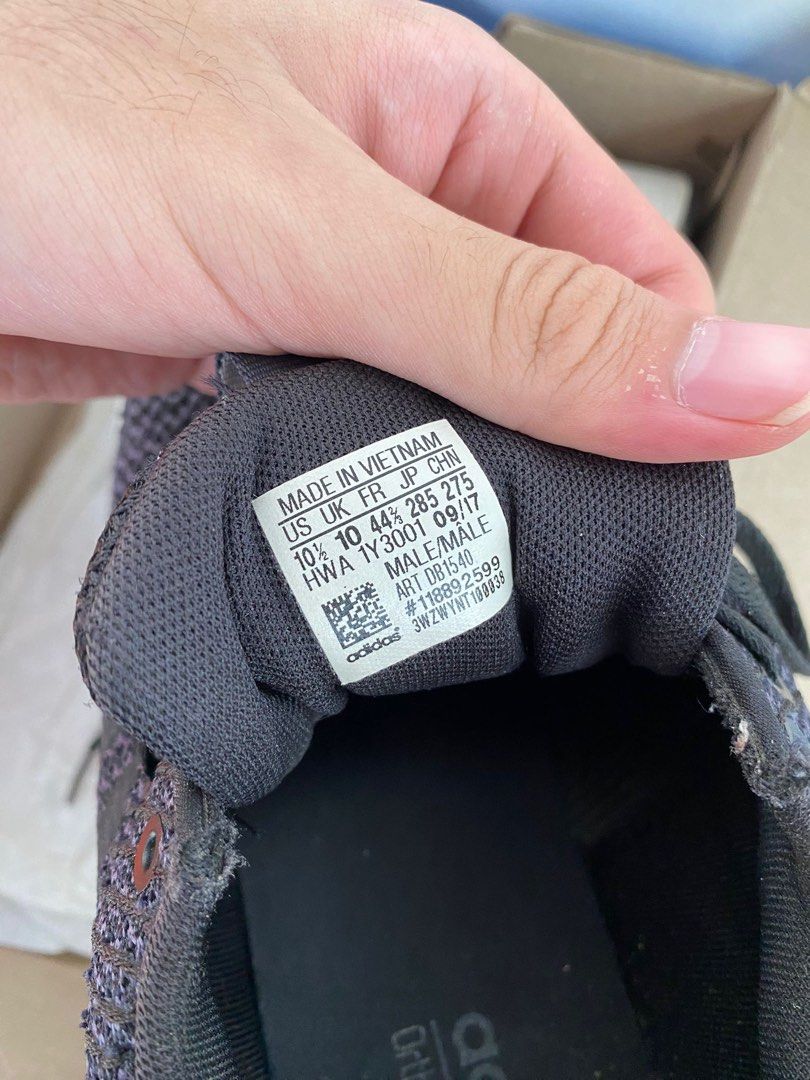 MADE IN VIETNAM
US UK FR JP CHN
10½ 10 44⅔ 285 275
HWA 1Y3001 09/17
MALE/MÂLE
ART DB1540
#118892599
3WZWYNT100038
adidas